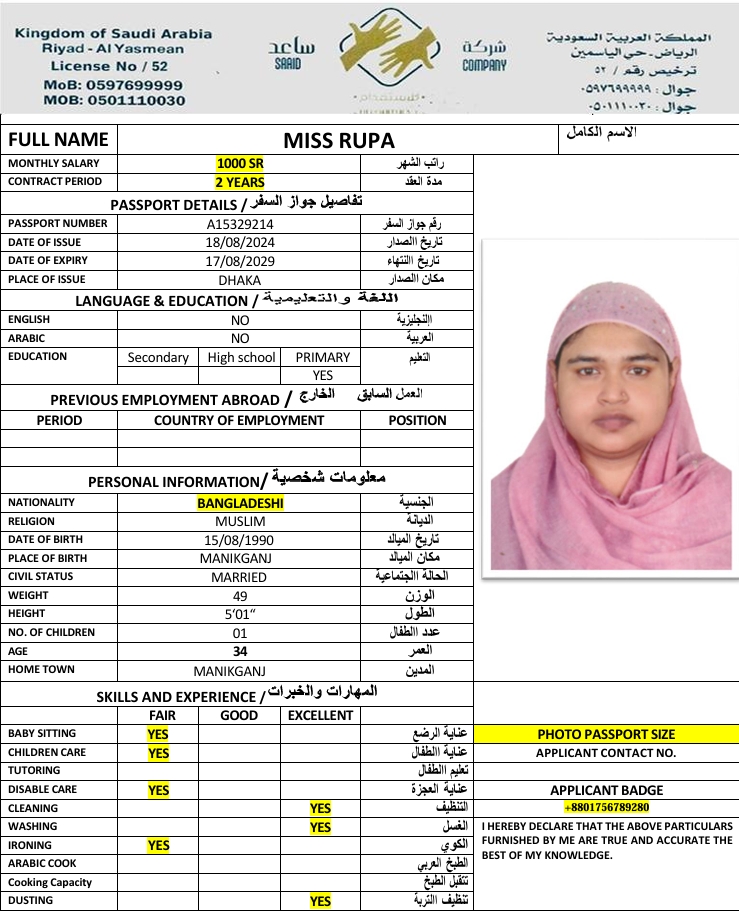 Kingdom of Saudi Arabia
Riyad - Al Yasmean
License No / 52
MoB: 0597699999
MOB: 0501110030
ساعد
SAAID
شركة
COMPANY
للاستقدام
المملكة العربية السعودية
الرياض - حي الياسمين
ترخيص رقم / ٥٢
جوال : ٠٥٩٧٦٩٩٩٩٩
جوال : ٠٥٠١١١٠٠٣٠
FULL NAME MISS RUPA الاسم الكامل
MONTHLY SALARY 1000 SR راتب الشهر
CONTRACT PERIOD 2 YEARS مدة العقد
PASSPORT DETAILS / تفاصيل جواز السفر
PASSPORT NUMBER A15329214 رقم جواز السفر
DATE OF ISSUE 18/08/2024 تاريخ االصدار
DATE OF EXPIRY 17/08/2029 تاريخ االنتهاء
PLACE OF ISSUE DHAKA مكان االصدار
LANGUAGE & EDUCATION / اللغة والتعليمية
ENGLISH NO االنجليزية
ARABIC NO العربية
EDUCATION Secondary High school PRIMARY التعليم
YES
PREVIOUS EMPLOYMENT ABROAD / العمل السابق الخارج
PERIOD COUNTRY OF EMPLOYMENT POSITION
PERSONAL INFORMATION/ معلومات شخصية
NATIONALITY BANGLADESHI الجنسية
RELIGION MUSLIM الديانة
DATE OF BIRTH 15/08/1990 تاريخ الميالد
PLACE OF BIRTH MANIKGANJ مكان الميالد
CIVIL STATUS MARRIED الحالة االجتماعية
WEIGHT 49 الوزن
HEIGHT 5'01" الطول
NO. OF CHILDREN 01 عدد االطفال
AGE 34 العمر
HOME TOWN MANIKGANJ المدين
SKILLS AND EXPERIENCE / المهارات والخبرات
FAIR GOOD EXCELLENT
BABY SITTING YES عناية الرضع
CHILDREN CARE YES عناية االطفال
TUTORING تعليم االطفال
DISABLE CARE YES عناية العجزة
CLEANING YES التنظيف
WASHING YES الغسل
IRONING YES الكوي
ARABIC COOK الطبخ العربي
Cooking Capacity تتقبل الطبخ
DUSTING YES تنظيف االتربة
PHOTO PASSPORT SIZE
APPLICANT CONTACT NO.
APPLICANT BADGE
+8801756789280
I HEREBY DECLARE THAT THE ABOVE PARTICULARS
FURNISHED BY ME ARE TRUE AND ACCURATE THE
BEST OF MY KNOWLEDGE.